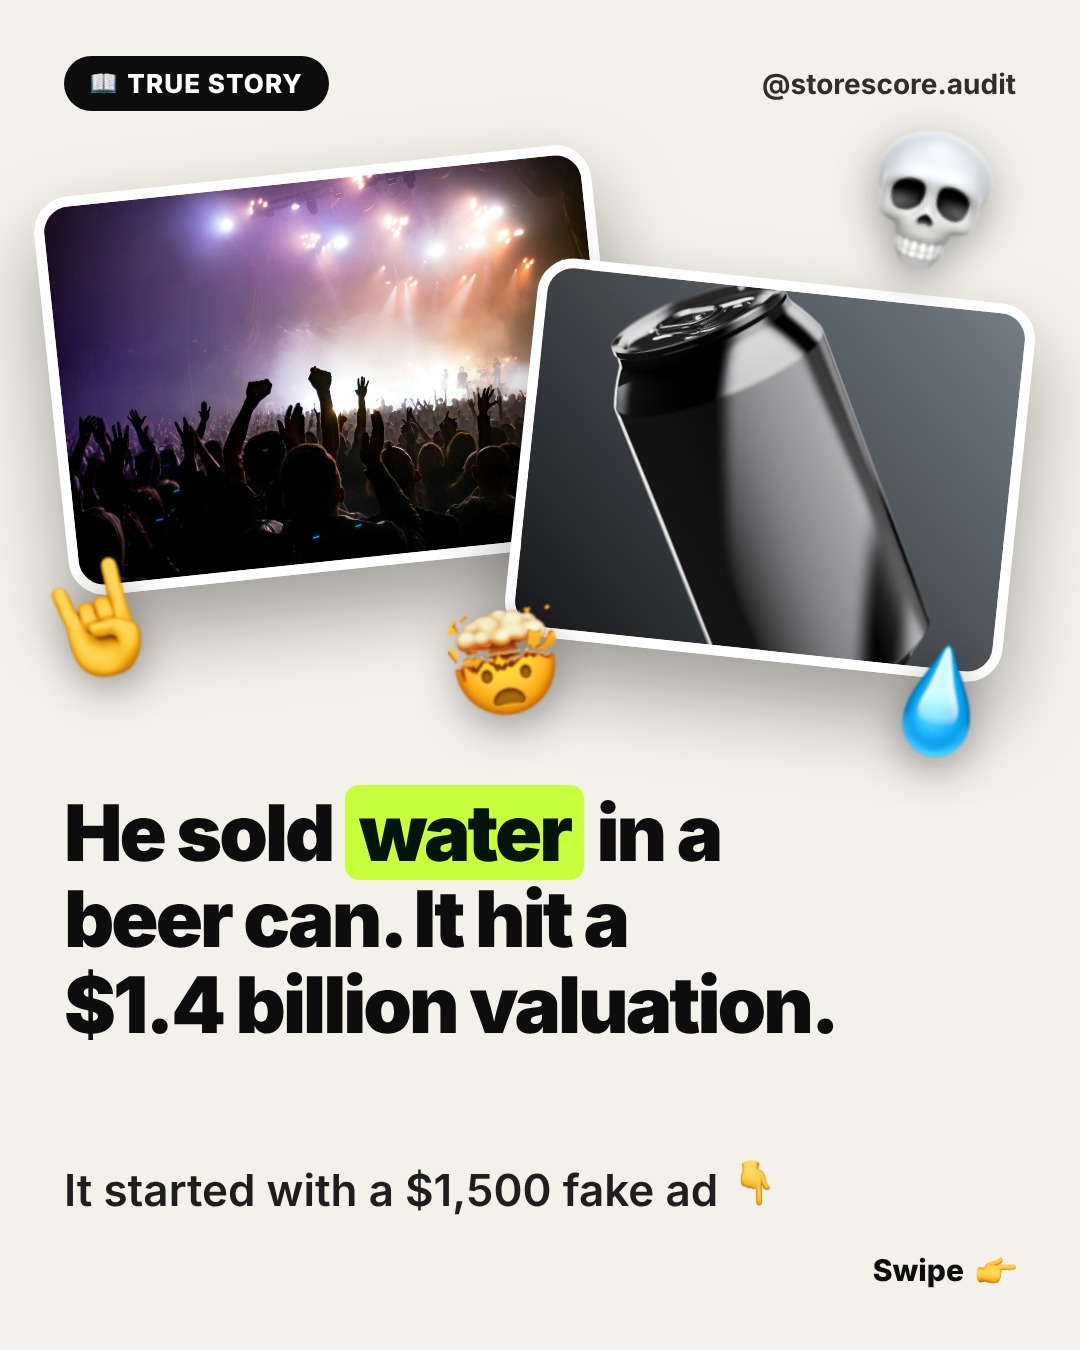 📖 TRUE STORY
@storescore.audit
He sold water in a
beer can. It hit a
$1.4 billion valuation.
It started with a $1,500 fake ad 👇
Swipe 👉